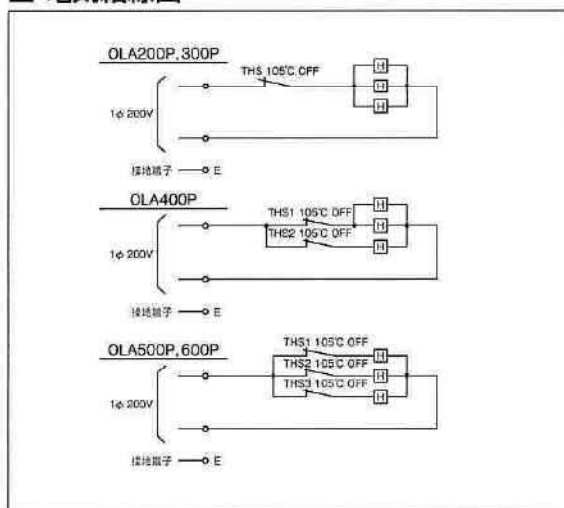 OLA200P,300P
THS 105℃ OFF
H
H
H
1φ 200V
接地端子 E
OLA400P
THS1 105℃ OFF
THS2 105℃ OFF
H
H
H
1φ 200V
接地端子 E
OLA500P,600P
THS1 105℃ OFF
THS2 105℃ OFF
THS3 105℃ OFF
H
H
H
1φ 200V
接地端子 E